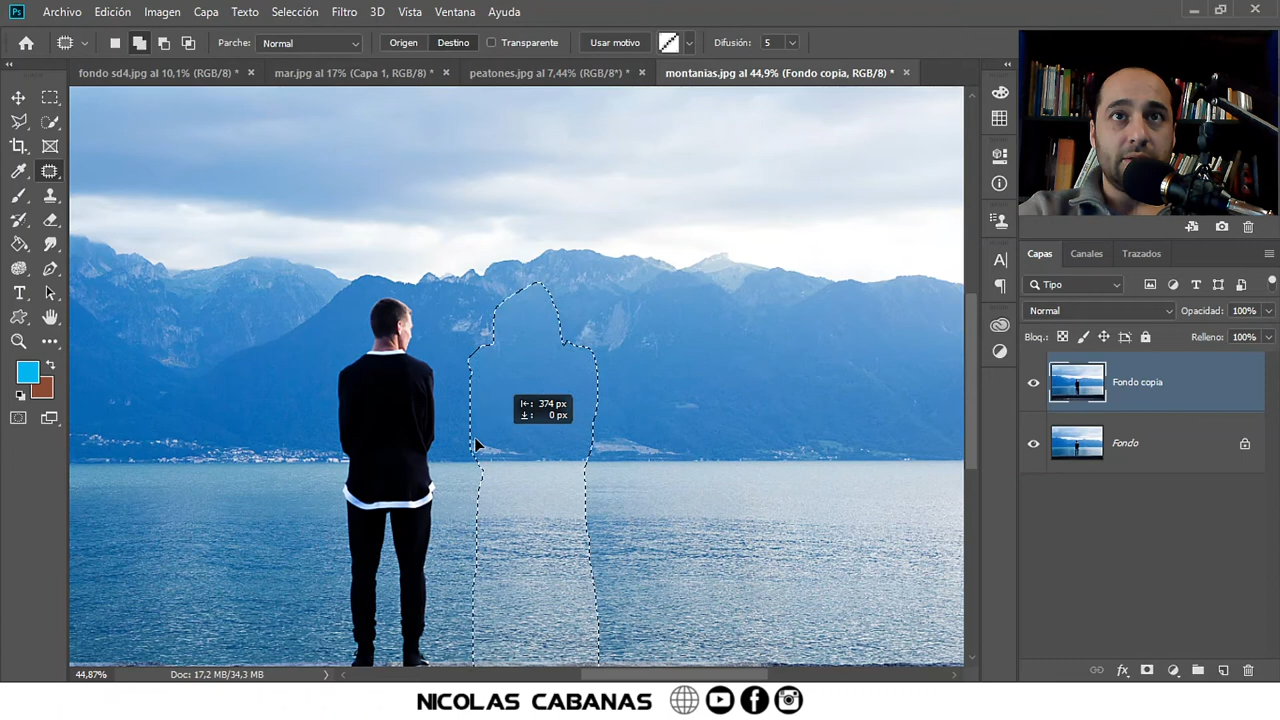 Ps Archivo Edición Imagen Capa Texto Selección Filtro 3D Vista Ventana Ayuda
Parche: Normal Origen Destino Transparente Usar motivo Difusión: 5
fondo sd4.jpg al 10,1% (RGB/8) * × mar.jpg al 17% (Capa 1, RGB/8) * × peatones.jpg al 7,44% (RGB/8*) * × montanias.jpg al 44,9% (Fondo copia, RGB/8) * ×
Capas Canales Trazados
Tipo
Normal Opacidad: 100%
Bloq.: Relleno: 100%
Fondo copia
374 px
0 px
Fondo
44,87% Doc: 17,2 MB/34,3 MB
NICOLAS CABANAS